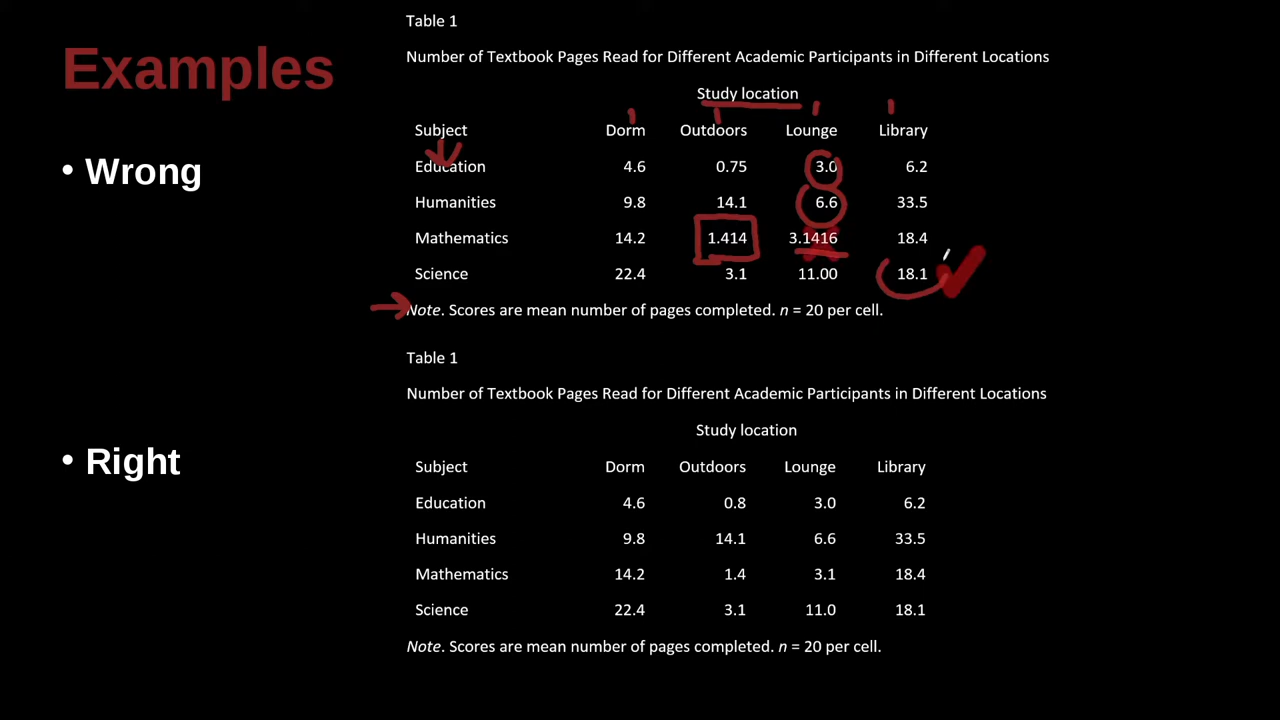 Examples
• Wrong
Table 1
Number of Textbook Pages Read for Different Academic Participants in Different Locations
Study location
Subject Dorm Outdoors Lounge Library
Education 4.6 0.75 3.0 6.2
Humanities 9.8 14.1 6.6 33.5
Mathematics 14.2 1.414 3.1416 18.4
Science 22.4 3.1 11.00 18.1
Note. Scores are mean number of pages completed. n = 20 per cell.
• Right
Table 1
Number of Textbook Pages Read for Different Academic Participants in Different Locations
Study location
Subject Dorm Outdoors Lounge Library
Education 4.6 0.8 3.0 6.2
Humanities 9.8 14.1 6.6 33.5
Mathematics 14.2 1.4 3.1 18.4
Science 22.4 3.1 11.0 18.1
Note. Scores are mean number of pages completed. n = 20 per cell.